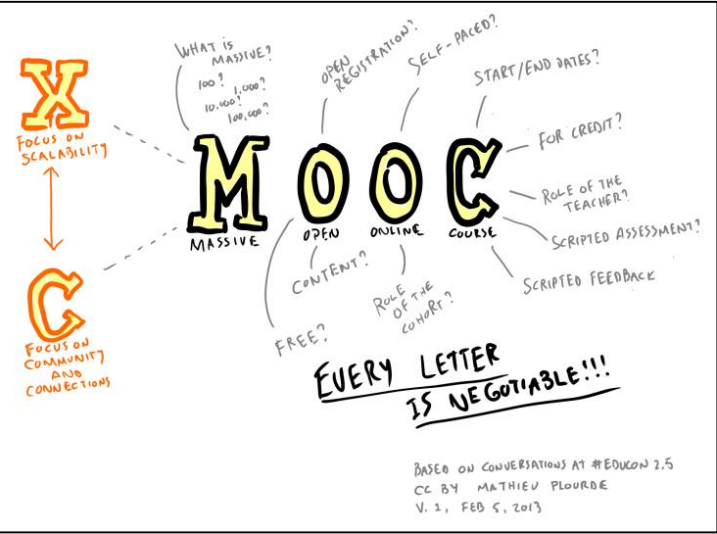 X
FOCUS ON
SCALABILITY
C
FOCUS ON
COMMUNITY
AND
CONNECTIONS
WHAT IS
MASSIVE?
100?
1,000?
10,000?
100,000?
OPEN
REGISTRATION?
SELF-PACED?
START/END DATES?
FOR CREDIT?
ROLE OF THE
TEACHER?
SCRIPTED ASSESSMENT?
SCRIPTED FEEDBACK
MOOC
MASSIVE OPEN ONLINE COURSE
CONTENT?
FREE?
ROLE
OF THE
COHORT?
EVERY LETTER
IS NEGOTIABLE!!!
BASED ON CONVERSATIONS AT #EDUCON 2.5
CC BY MATHIEU PLOURDE
V. 2, FEB 5, 2013